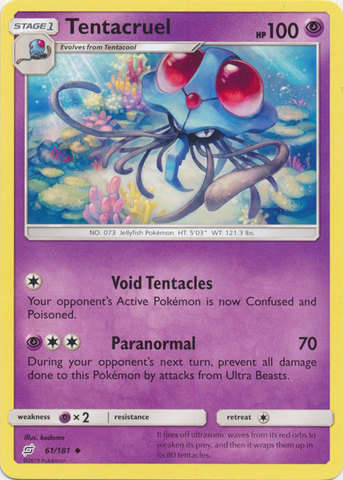 STAGE 1 Tentacruel HP 100
Evolves from Tentacool
NO. 073 Jellyfish Pokémon HT: 5'03" WT: 121.3 lbs.
Void Tentacles
Your opponent's Active Pokémon is now Confused and
Poisoned.
Paranormal 70
During your opponent's next turn, prevent all damage
done to this Pokémon by attacks from Ultra Beasts.
weakness ×2 resistance retreat
Illus. kodama
61/181
©2019 Pokémon
It fires off ultrasonic waves from its red orbs to
weaken its prey, and then it wraps them up in
its 80 tentacles.